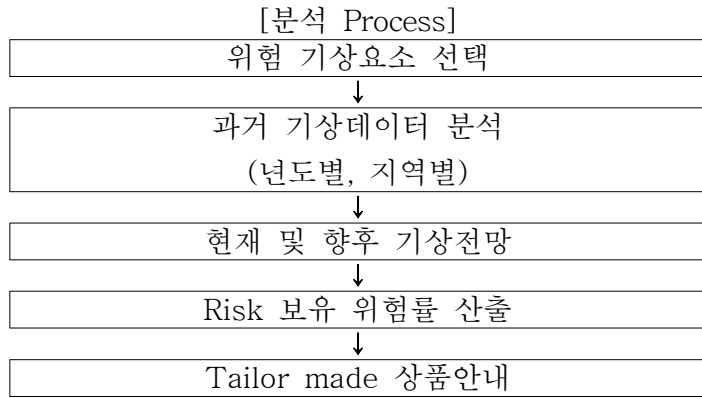 [분석 Process]
위험 기상요소 선택
↓
과거 기상데이터 분석
(년도별, 지역별)
↓
현재 및 향후 기상전망
↓
Risk 보유 위험률 산출
↓
Tailor made 상품안내